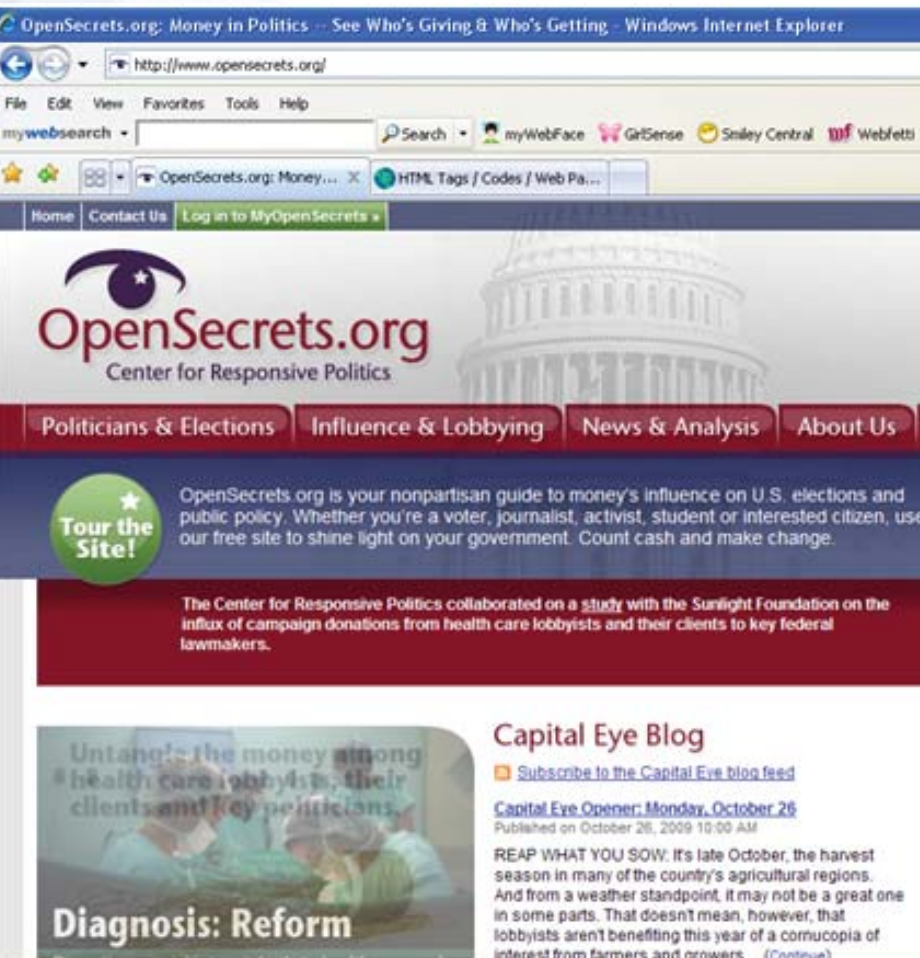 OpenSecrets.org: Money in Politics -- See Who's Giving & Who's Getting - Windows Internet Explorer
http://www.opensecrets.org/
File Edit View Favorites Tools Help
mywebsearch Search myWebFace GirlSense Smiley Central Webfetti
OpenSecrets.org: Money... X HTML Tags / Codes / Web Pa...
Home Contact Us Log in to MyOpenSecrets »
OpenSecrets.org
Center for Responsive Politics
Politicians & Elections Influence & Lobbying News & Analysis About Us
Tour the
Site!
OpenSecrets.org is your nonpartisan guide to money's influence on U.S. elections and
public policy. Whether you're a voter, journalist, activist, student or interested citizen, use
our free site to shine light on your government. Count cash and make change.
The Center for Responsive Politics collaborated on a study with the Sunlight Foundation on the
influx of campaign donations from health care lobbyists and their clients to key federal
lawmakers.
Untangle the money among
health care lobbyists, their
clients and key politicians.
Diagnosis: Reform
Capital Eye Blog
Subscribe to the Capital Eye blog feed
Capital Eye Opener: Monday, October 26
Published on October 26, 2009 10:00 AM
REAP WHAT YOU SOW: It's late October, the harvest
season in many of the country's agricultural regions.
And from a weather standpoint, it may not be a great one
in some parts. That doesn't mean, however, that
lobbyists aren't benefiting this year of a cornucopia of
interest from farmers and growers... (Continue)